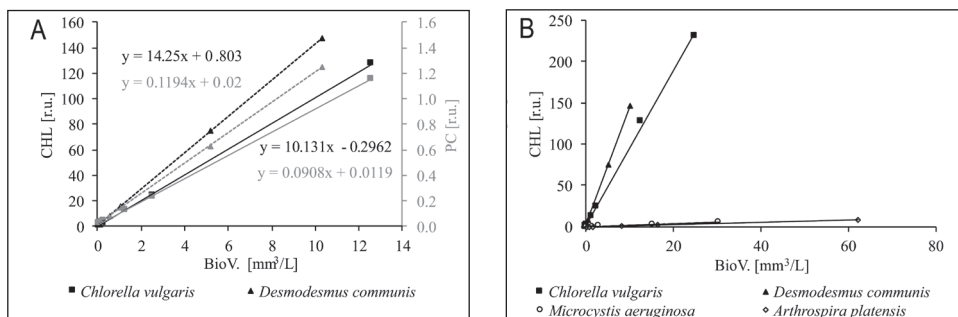 A
160
140
120
100
80
60
40
20
0
CHL [r.u.]
y = 14.25x + 0.803
y = 0.1194x + 0.02
y = 10.131x - 0.2962
y = 0.0908x + 0.0119
1.6
1.4
1.2
1.0
0.8
0.6
0.4
0.2
0.0
PC [r.u.]
0 2 4 6 8 10 12 14
BioV. [mm³/L]
■ Chlorella vulgaris ▲ Desmodesmus communis
B
250
200
150
100
50
0
CHL [r.u.]
0 20 40 60 80
BioV. [mm³/L]
■ Chlorella vulgaris ▲ Desmodesmus communis
○ Microcystis aeruginosa ◇ Arthrospira platensis